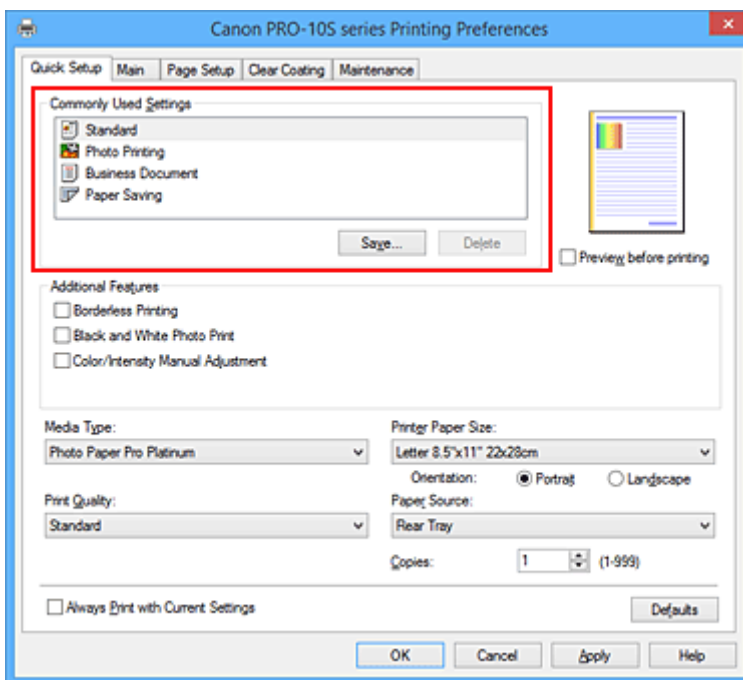 Canon PRO-10S series Printing Preferences
Quick Setup Main Page Setup Clear Coating Maintenance
Commonly Used Settings
Standard
Photo Printing
Business Document
Paper Saving
Save... Delete
Preview before printing
Additional Features
Borderless Printing
Black and White Photo Print
Color/Intensity Manual Adjustment
Media Type: Printer Paper Size:
Photo Paper Pro Platinum Letter 8.5"x11" 22x28cm
Orientation: Portrait Landscape
Print Quality: Paper Source:
Standard Rear Tray
Copies: 1 (1-999)
Always Print with Current Settings Defaults
OK Cancel Apply Help